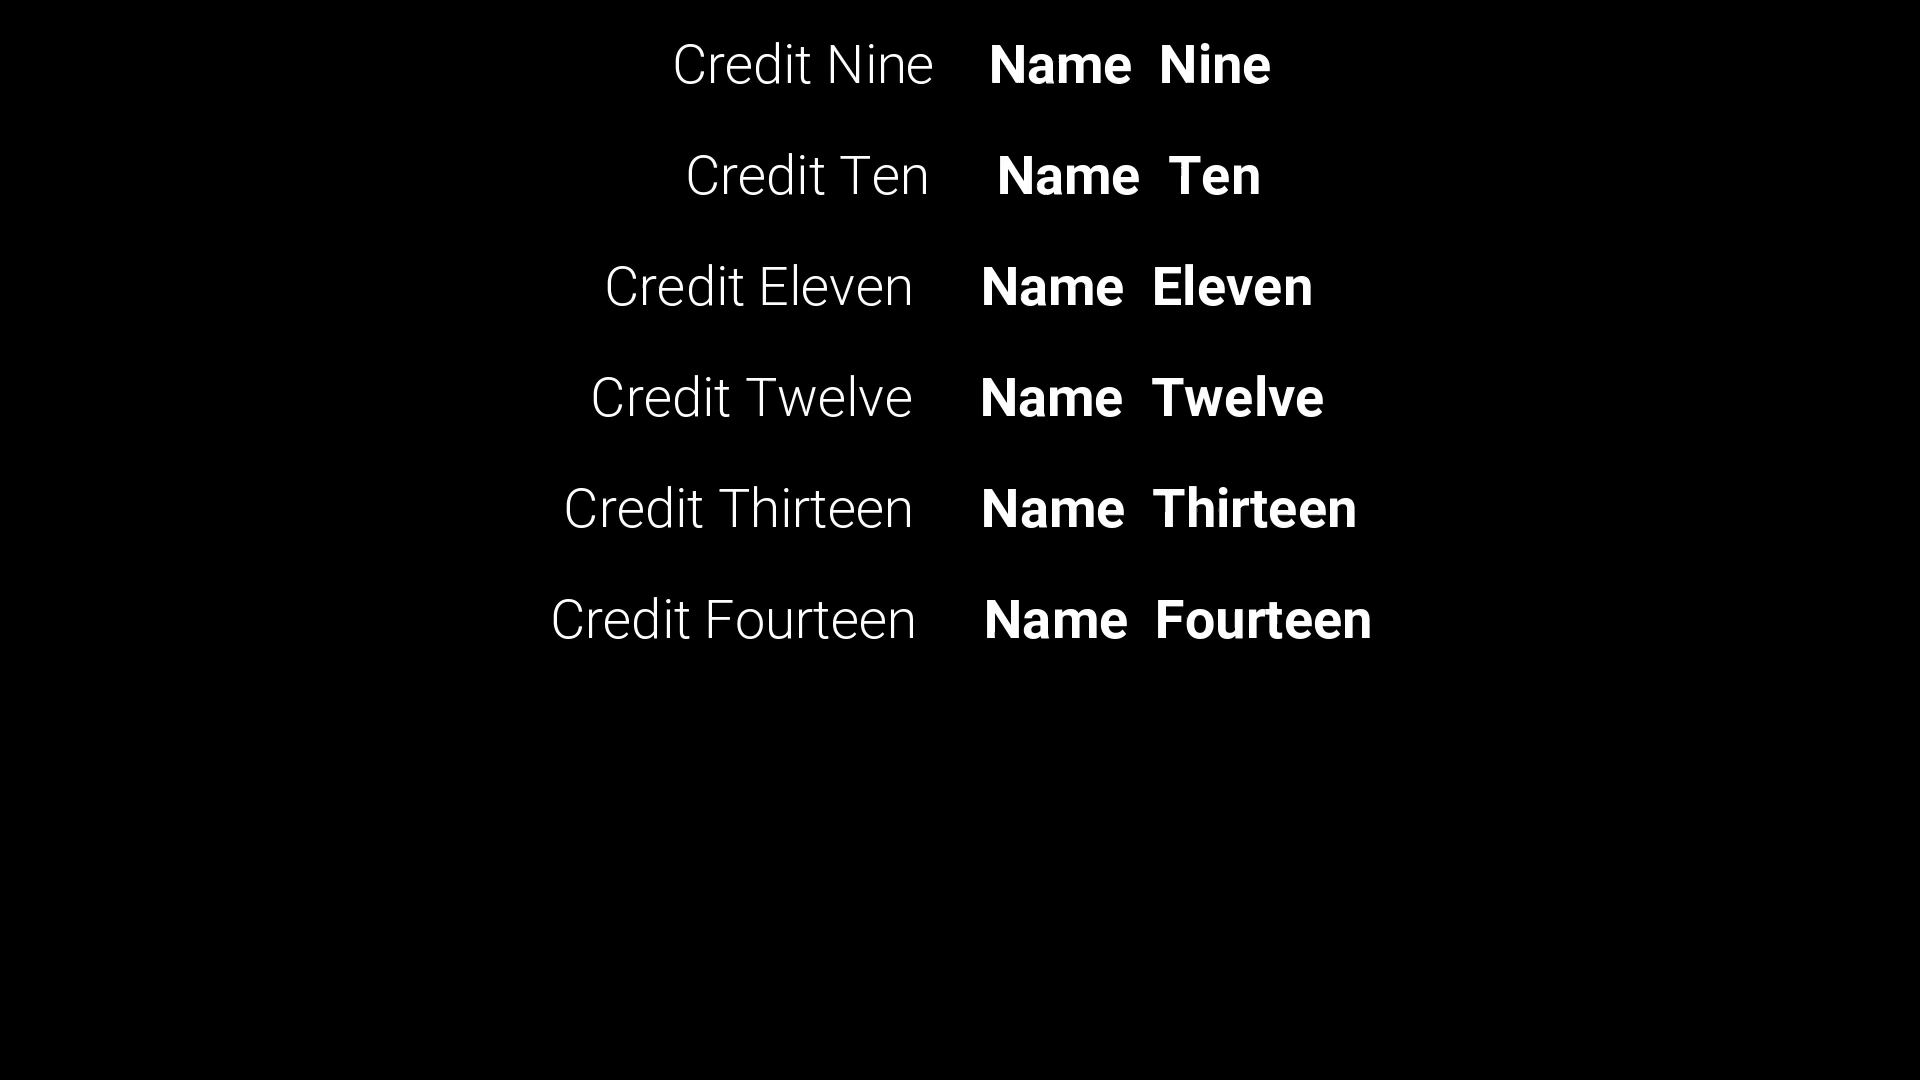 Credit Nine Name Nine
Credit Ten Name Ten
Credit Eleven Name Eleven
Credit Twelve Name Twelve
Credit Thirteen Name Thirteen
Credit Fourteen Name Fourteen